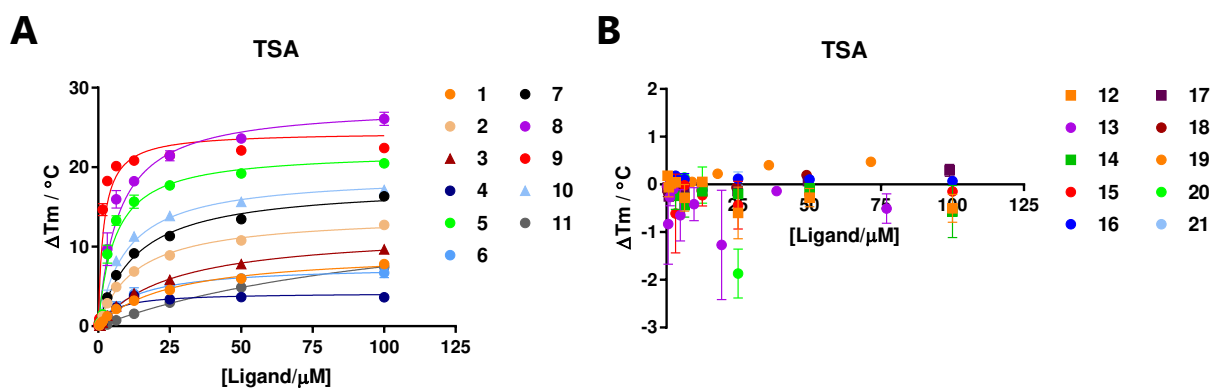 A
TSA
ΔTm / °C
30
20
10
0
0 25 50 75 100 125
[Ligand/μM]
1 7
2 8
3 9
4 10
5 11
6
B
TSA
ΔTm / °C
2
1
0
-1
-2
-3
25 50 75 100 125
[Ligand/μM]
12 17
13 18
14 19
15 20
16 21